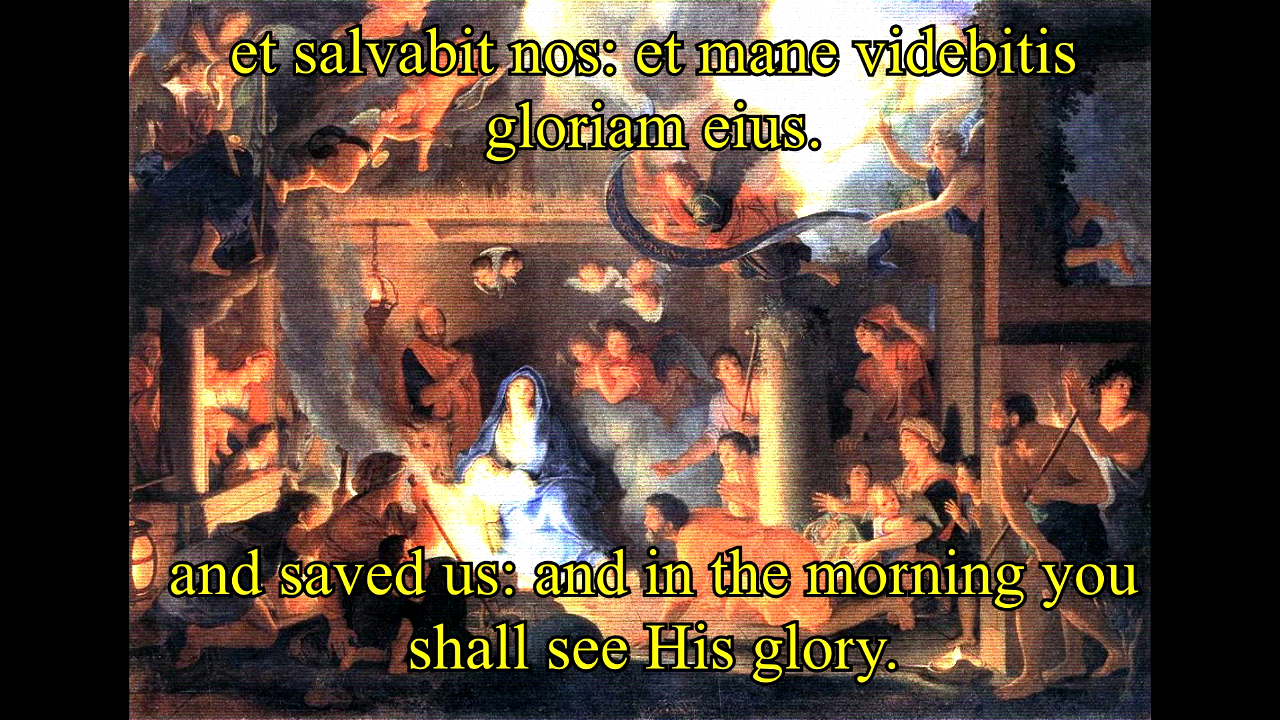 et salvabit nos: et mane videbitis
gloriam eius.
and saved us: and in the morning you
shall see His glory.